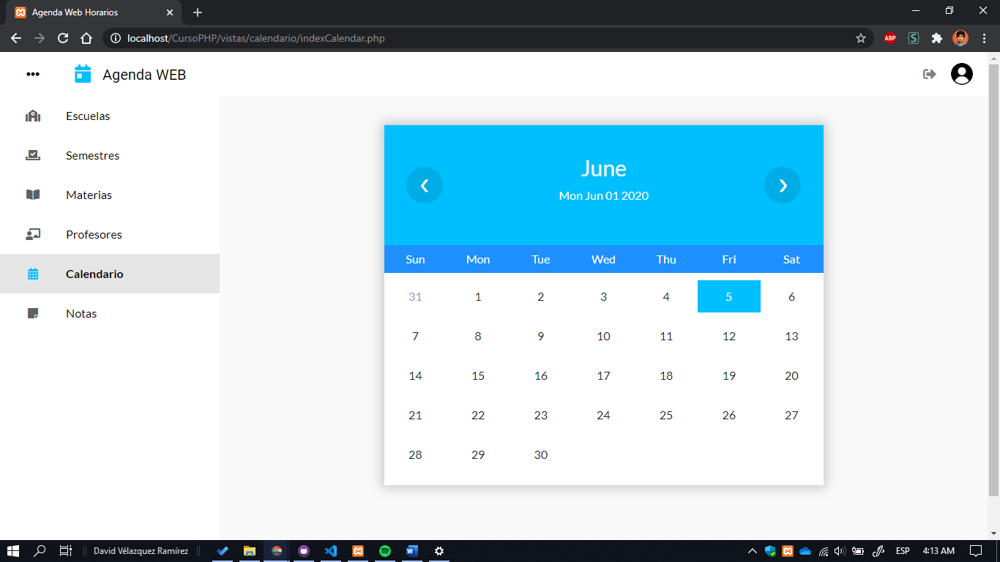 Agenda Web Horarios
localhost/CursoPHP/vistas/calendario/indexCalendar.php
ABP
S
Agenda WEB
Escuelas
Semestres
Materias
Profesores
Calendario
Notas
June
Mon Jun 01 2020
Sun Mon Tue Wed Thu Fri Sat
31 1 2 3 4 5 6
7 8 9 10 11 12 13
14 15 16 17 18 19 20
21 22 23 24 25 26 27
28 29 30
David Vélazquez Ramírez
W
ESP
4:13 AM